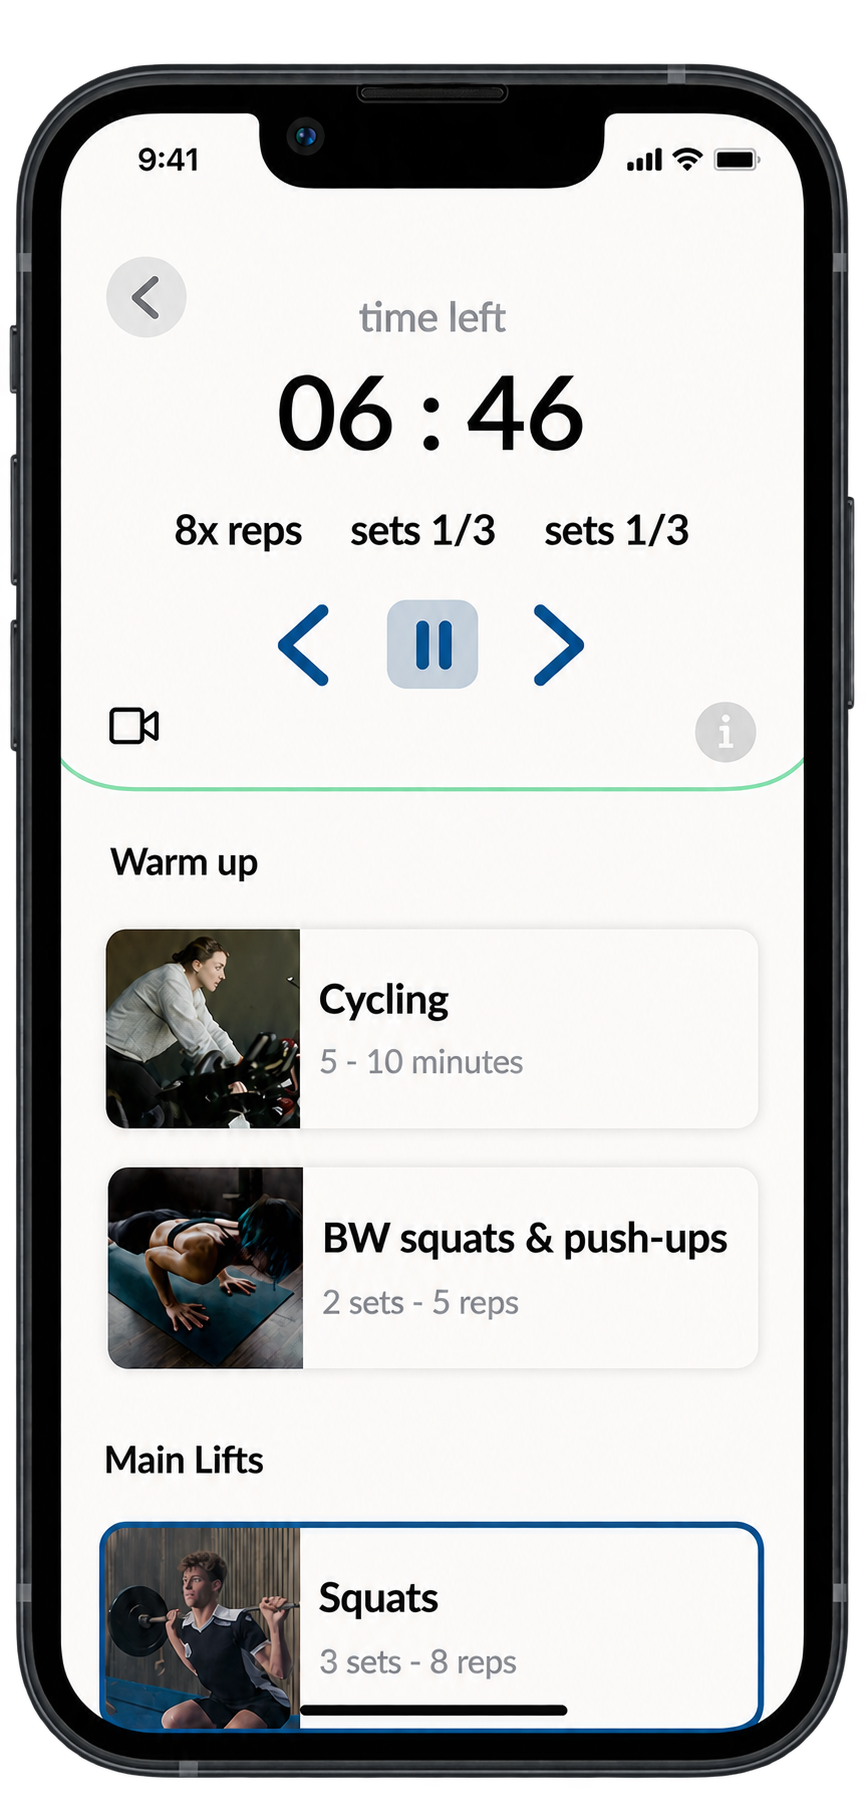 9:41
time left
06 : 46
8x reps sets 1/3 sets 1/3
Warm up
Cycling
5 - 10 minutes
BW squats & push-ups
2 sets - 5 reps
Main Lifts
Squats
3 sets - 8 reps